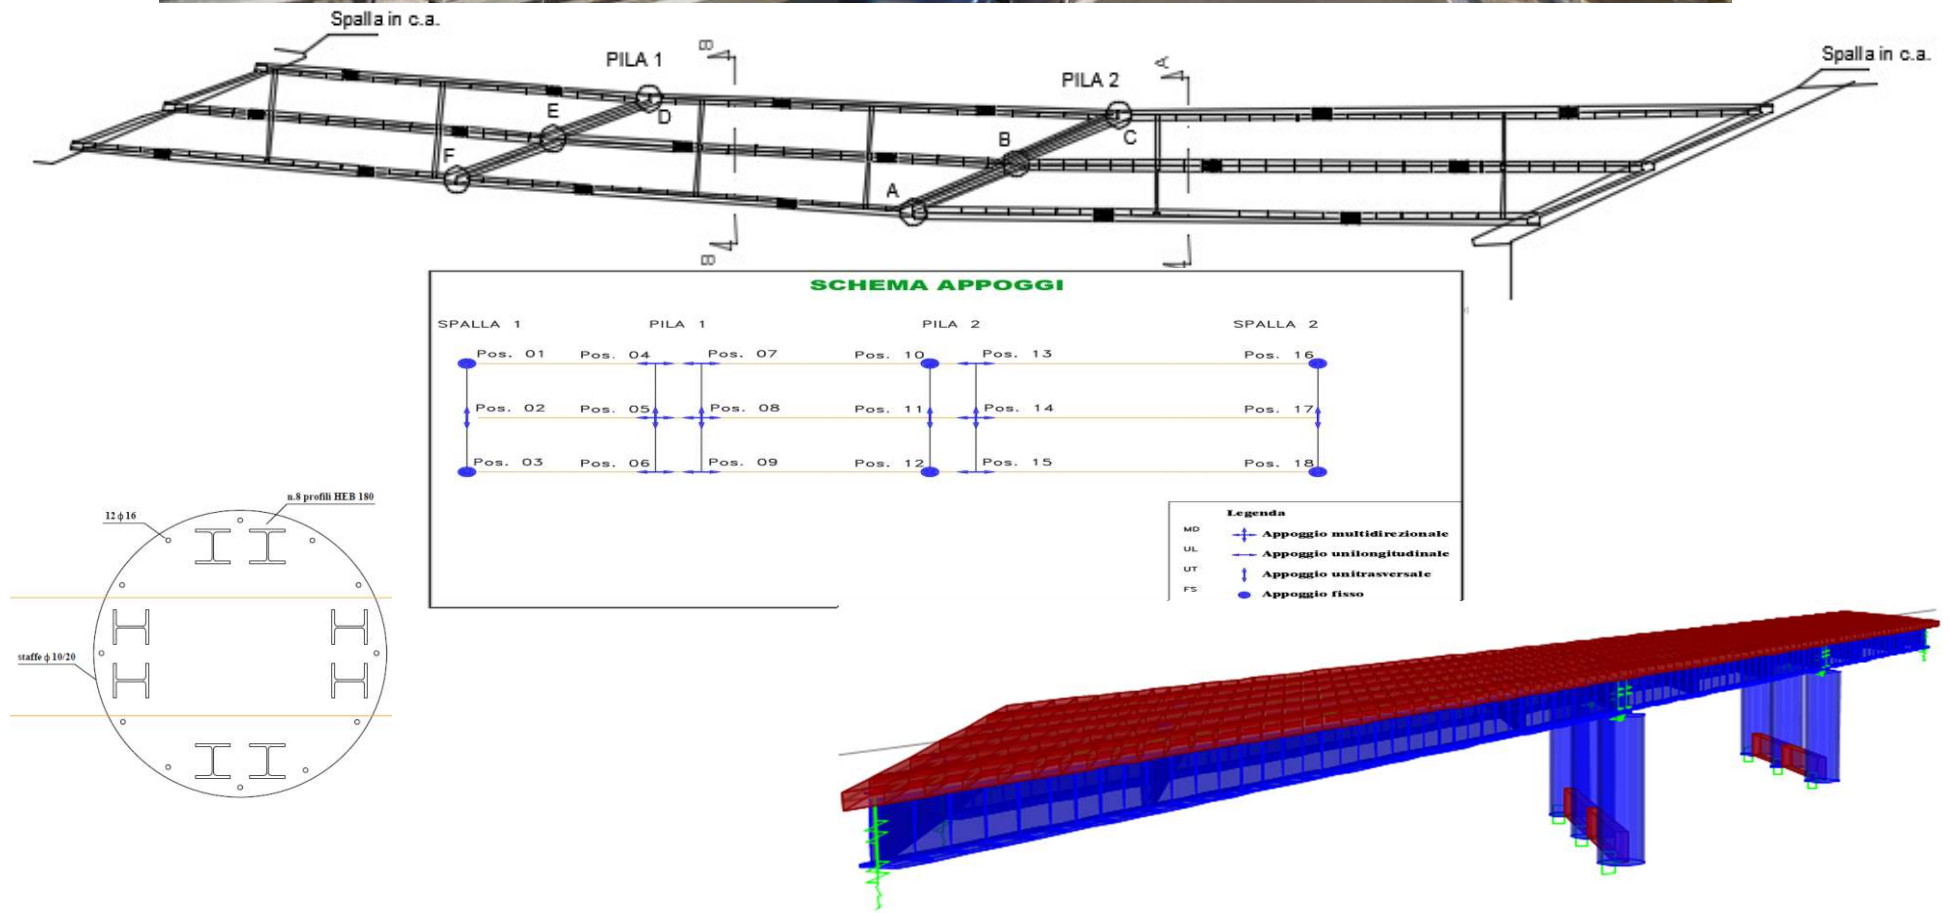 Spalla in c.a.
PILA 1
B
PILA 2
A
Spalla in c.a.
E
D
F
B
C
A
B
SCHEMA APPOGGI
SPALLA 1 PILA 1 PILA 2 SPALLA 2
Pos. 01 Pos. 04 Pos. 07 Pos. 10 Pos. 13 Pos. 16
Pos. 02 Pos. 05 Pos. 08 Pos. 11 Pos. 14 Pos. 17
Pos. 03 Pos. 06 Pos. 09 Pos. 12 Pos. 15 Pos. 18
Legenda
MD Appoggio multidirezionale
UL Appoggio unilongitudinale
UT Appoggio unitrasversale
FS Appoggio fisso
n.8 profili HEB 180
12 ϕ 16
staffe ϕ 10/20